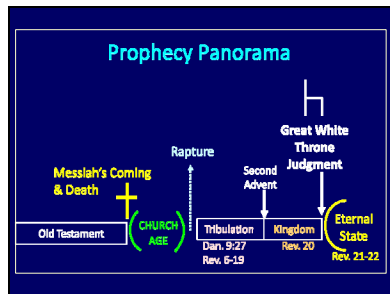 Prophecy Panorama
Great White
Throne
Judgment
Rapture
Second
Advent
Messiah's Coming
& Death
Old Testament
CHURCH
AGE
Tribulation
Kingdom
Eternal
State
Dan. 9:27
Rev. 6-19
Rev. 20
Rev. 21-22